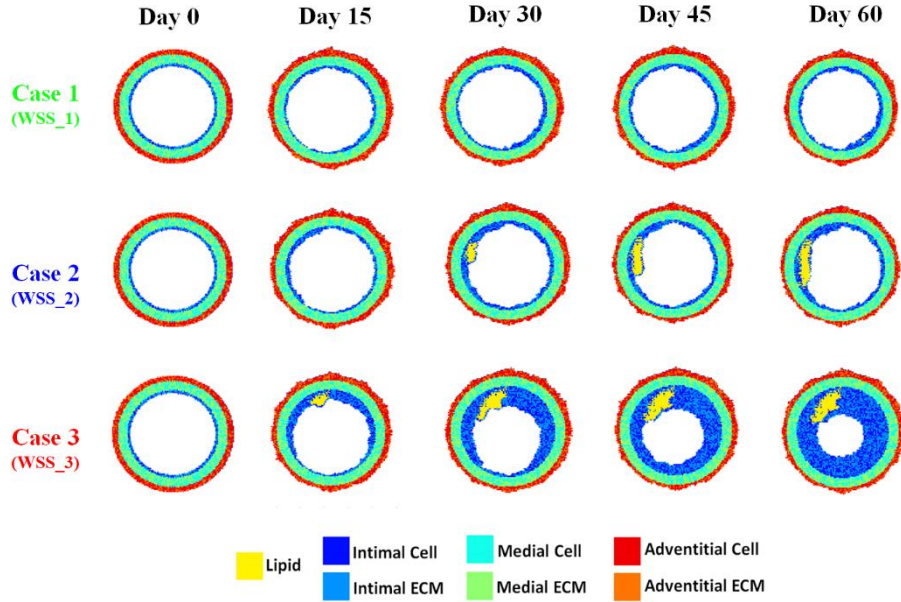 Day 0 Day 15 Day 30 Day 45 Day 60
Case 1
(WSS_1)
Case 2
(WSS_2)
Case 3
(WSS_3)
Lipid Intimal Cell Medial Cell Adventitial Cell
Intimal ECM Medial ECM Adventitial ECM